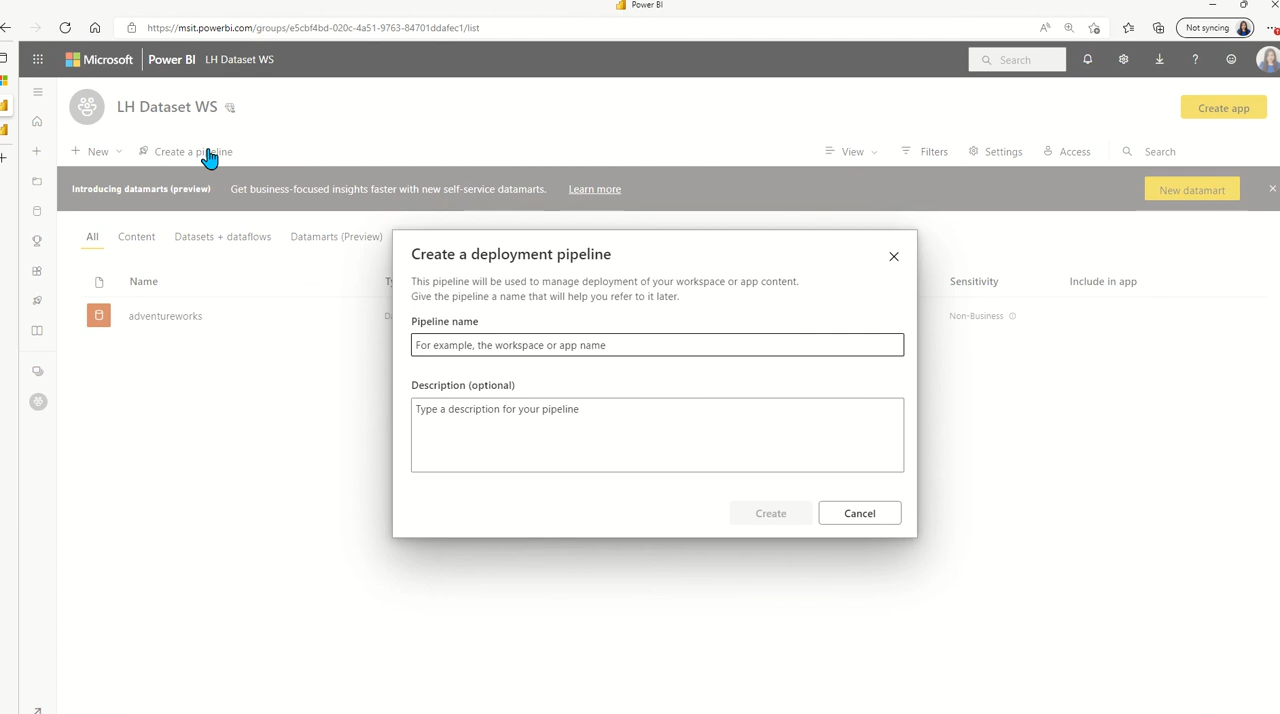 Power BI
https://msit.powerbi.com/groups/e5cbf4bd-020c-4a51-9763-84701ddafec1/list
Not syncing
Microsoft Power BI LH Dataset WS Search
LH Dataset WS Create app
New Create a pipeline View Filters Settings Access Search
Introducing datamarts (preview) Get business-focused insights faster with new self-service datamarts. Learn more New datamart
All Content Datasets + dataflows Datamarts (Preview)
Name Sensitivity Include in app
adventureworks Non-Business
Create a deployment pipeline
This pipeline will be used to manage deployment of your workspace or app content.
Give the pipeline a name that will help you refer to it later.
Pipeline name
For example, the workspace or app name
Description (optional)
Type a description for your pipeline
Create Cancel